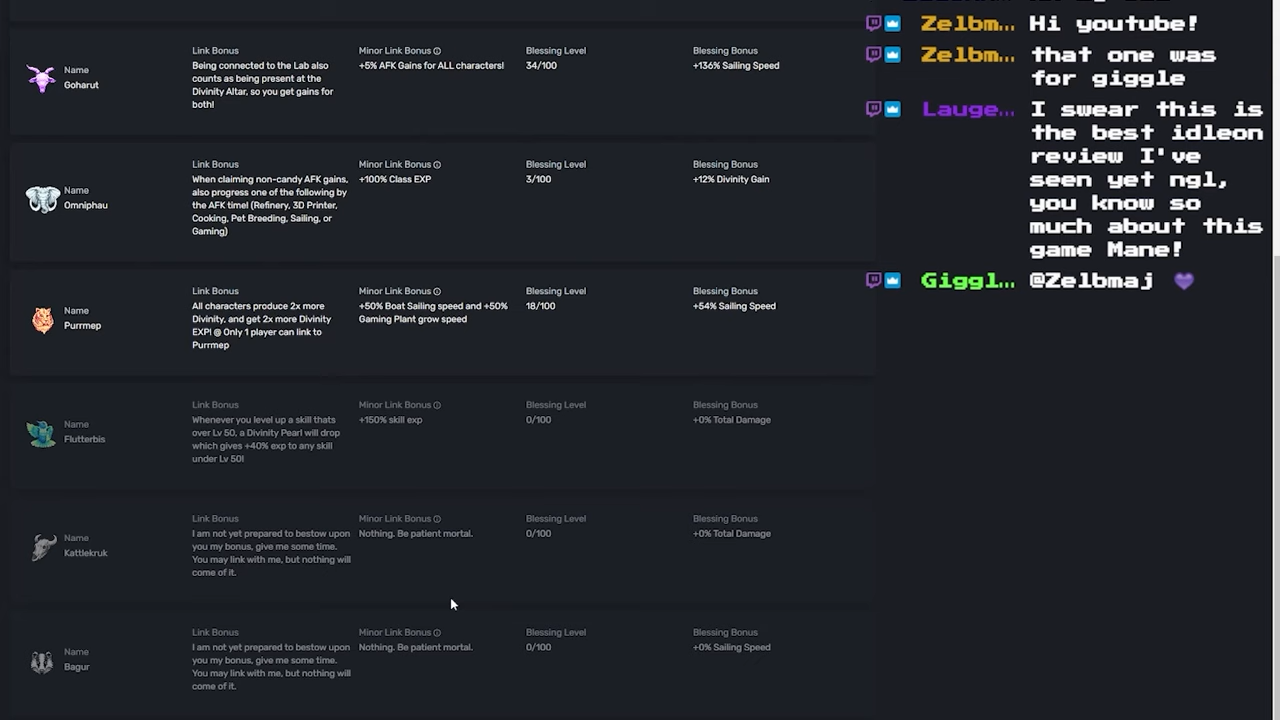 Link Bonus
Minor Link Bonus
Blessing Level
Blessing Bonus
Name
Goharut
Being connected to the Lab also
counts as being present at the
Divinity Altar, so you get gains for
both!
+5% AFK Gains for ALL characters!
34/100
+136% Sailing Speed
Link Bonus
Minor Link Bonus
Blessing Level
Blessing Bonus
Name
Omniphau
When claiming non-candy AFK gains,
also progress one of the following by
the AFK time! (Refinery, 3D Printer,
Cooking, Pet Breeding, Sailing, or
Gaming)
+100% Class EXP
3/100
+12% Divinity Gain
Link Bonus
Minor Link Bonus
Blessing Level
Blessing Bonus
Name
Purrmep
All characters produce 2x more
Divinity, and get 2x more Divinity
EXP! @ Only 1 player can link to
Purrmep
+50% Boat Sailing speed and +50%
Gaming Plant grow speed
18/100
+54% Sailing Speed
Link Bonus
Minor Link Bonus
Blessing Level
Blessing Bonus
Name
Flutterbis
Whenever you level up a skill thats
over Lv 50, a Divinity Pearl will drop
which gives +40% exp to any skill
under Lv 50!
+150% skill exp
0/100
+0% Total Damage
Link Bonus
Minor Link Bonus
Blessing Level
Blessing Bonus
Name
Kattlekruk
I am not yet prepared to bestow upon
you my bonus, give me some time.
You may link with me, but nothing will
come of it.
Nothing. Be patient mortal.
0/100
+0% Total Damage
Link Bonus
Minor Link Bonus
Blessing Level
Blessing Bonus
Name
Bagur
I am not yet prepared to bestow upon
you my bonus, give me some time.
You may link with me, but nothing will
come of it.
Nothing. Be patient mortal.
0/100
+0% Sailing Speed
Zelbm... Hi youtube!
Zelbm... that one was
for giggle
Lauge... I swear this is
the best idleon
review I've
seen yet ngl,
you know so
much about this
game Mane!
Giggl... @Zelbmaj